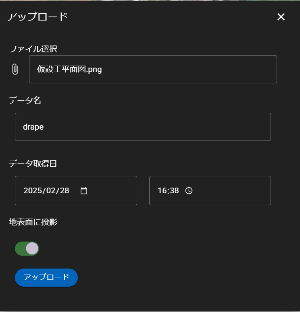 アップロード
ファイル選択
仮設工平面図.png
データ名
drape
データ取得日
2025/02/28
16:38
地表面に投影
アップロード